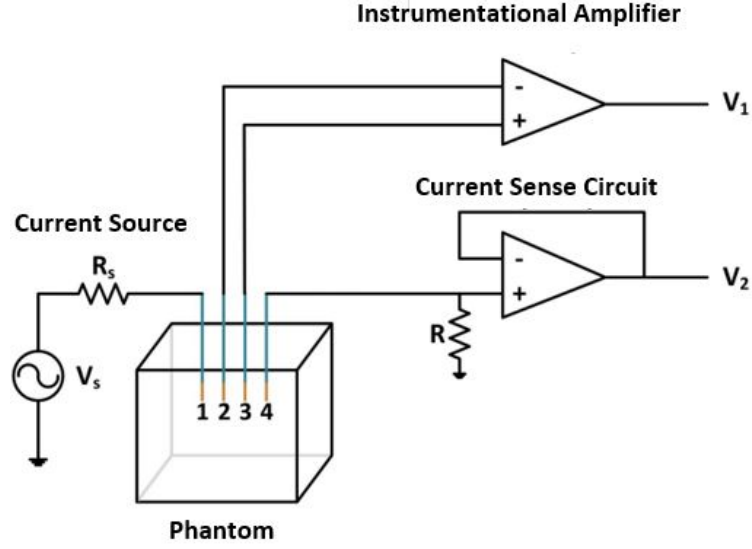 Instrumentational Amplifier
-
+
V1
Current Sense Circuit
Current Source
Rs
-
+
V2
R
Vs
1 2 3 4
Phantom